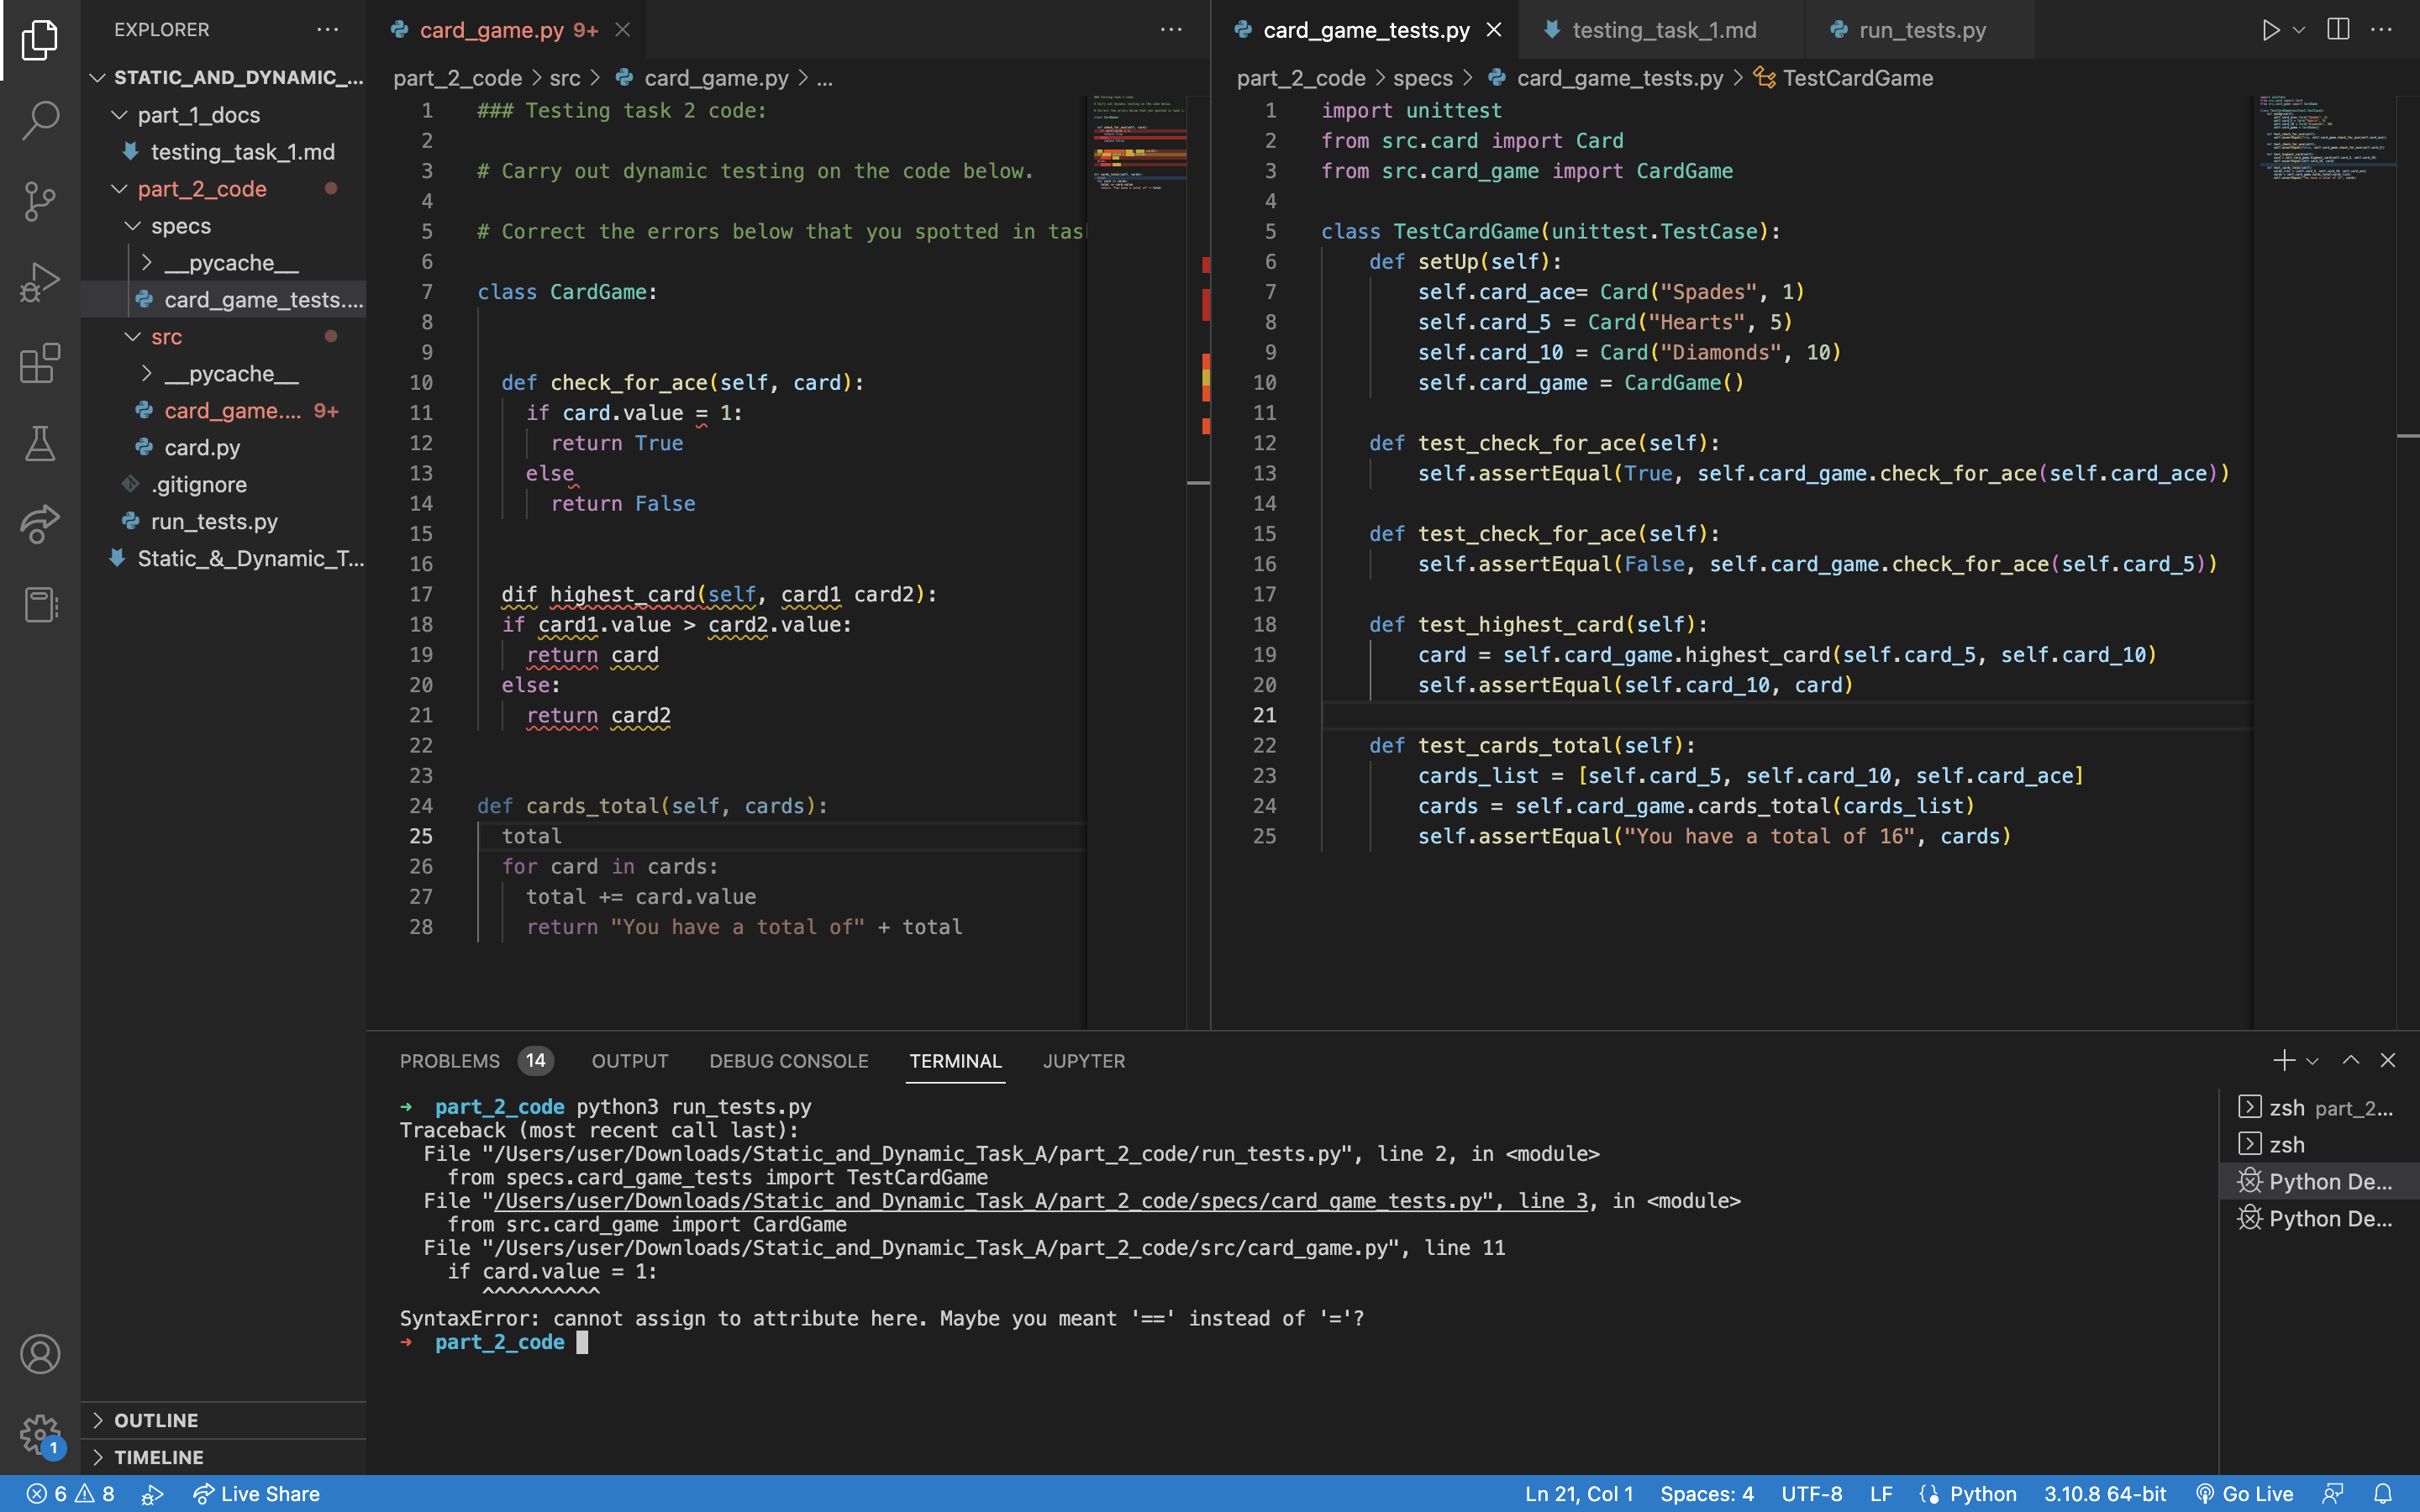 EXPLORER
STATIC_AND_DYNAMIC_...
part_1_docs
testing_task_1.md
part_2_code
specs
__pycache__
card_game_tests....
src
__pycache__
card_game.... 9+
card.py
.gitignore
run_tests.py
Static_&_Dynamic_T...
OUTLINE
TIMELINE
1
card_game.py 9+
part_2_code > src > card_game.py > ...
1 ### Testing task 2 code:
2
3 # Carry out dynamic testing on the code below.
4
5 # Correct the errors below that you spotted in tas
6
7 class CardGame:
8
9
10 def check_for_ace(self, card):
11 if card.value = 1:
12 return True
13 else
14 return False
15
16
17 dif highest_card(self, card1 card2):
18 if card1.value > card2.value:
19 return card
20 else:
21 return card2
22
23
24 def cards_total(self, cards):
25 total
26 for card in cards:
27 total += card.value
28 return "You have a total of" + total
card_game_tests.py testing_task_1.md run_tests.py
part_2_code > specs > card_game_tests.py > TestCardGame
1 import unittest
2 from src.card import Card
3 from src.card_game import CardGame
4
5 class TestCardGame(unittest.TestCase):
6 def setUp(self):
7 self.card_ace= Card("Spades", 1)
8 self.card_5 = Card("Hearts", 5)
9 self.card_10 = Card("Diamonds", 10)
10 self.card_game = CardGame()
11
12 def test_check_for_ace(self):
13 self.assertEqual(True, self.card_game.check_for_ace(self.card_ace))
14
15 def test_check_for_ace(self):
16 self.assertEqual(False, self.card_game.check_for_ace(self.card_5))
17
18 def test_highest_card(self):
19 card = self.card_game.highest_card(self.card_5, self.card_10)
20 self.assertEqual(self.card_10, card)
21
22 def test_cards_total(self):
23 cards_list = [self.card_5, self.card_10, self.card_ace]
24 cards = self.card_game.cards_total(cards_list)
25 self.assertEqual("You have a total of 16", cards)
PROBLEMS 14 OUTPUT DEBUG CONSOLE TERMINAL JUPYTER
→ part_2_code python3 run_tests.py
Traceback (most recent call last):
File "/Users/user/Downloads/Static_and_Dynamic_Task_A/part_2_code/run_tests.py", line 2, in <module>
from specs.card_game_tests import TestCardGame
File "/Users/user/Downloads/Static_and_Dynamic_Task_A/part_2_code/specs/card_game_tests.py", line 3, in <module>
from src.card_game import CardGame
File "/Users/user/Downloads/Static_and_Dynamic_Task_A/part_2_code/src/card_game.py", line 11
if card.value = 1:
^^^^^^^^^^
SyntaxError: cannot assign to attribute here. Maybe you meant '==' instead of '='?
→ part_2_code
zsh part_2...
zsh
Python De...
Python De...
6 8 Live Share Ln 21, Col 1 Spaces: 4 UTF-8 LF Python 3.10.8 64-bit Go Live